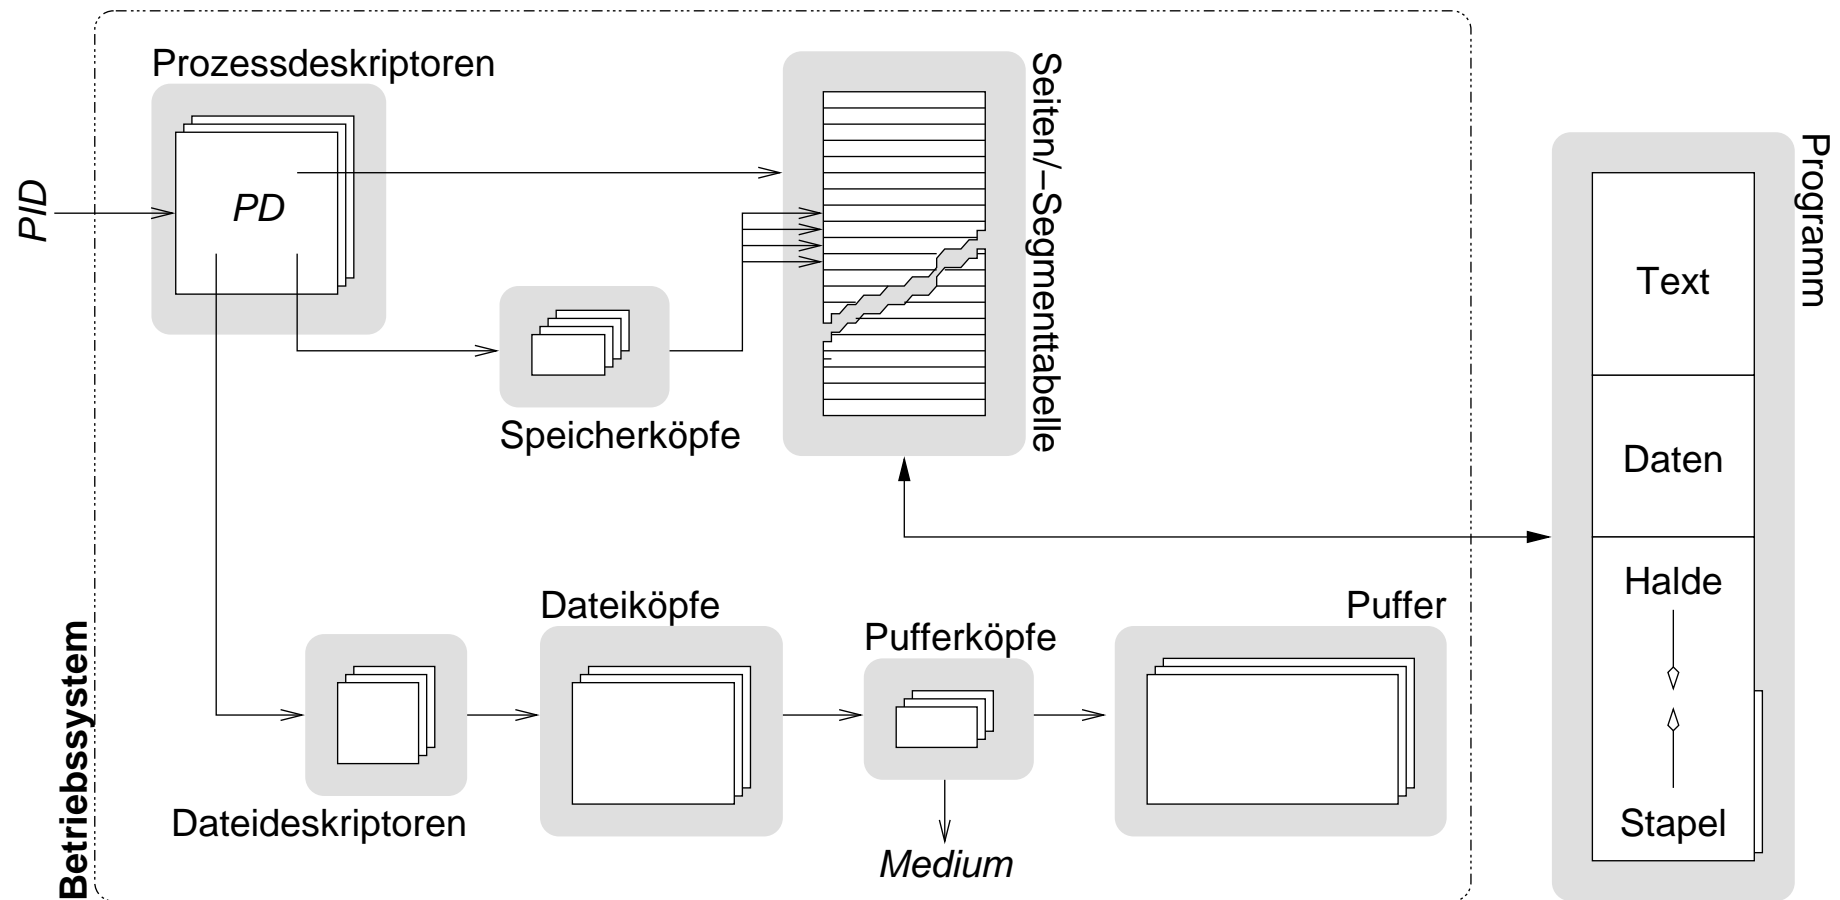 Prozessdeskriptoren
PID
PD
Seiten/−Segmenttabelle
Programm
Text
Speicherköpfe
Daten
Halde
Dateiköpfe
Puffer
Pufferköpfe
Betriebssystem
Dateideskriptoren
Stapel
Medium